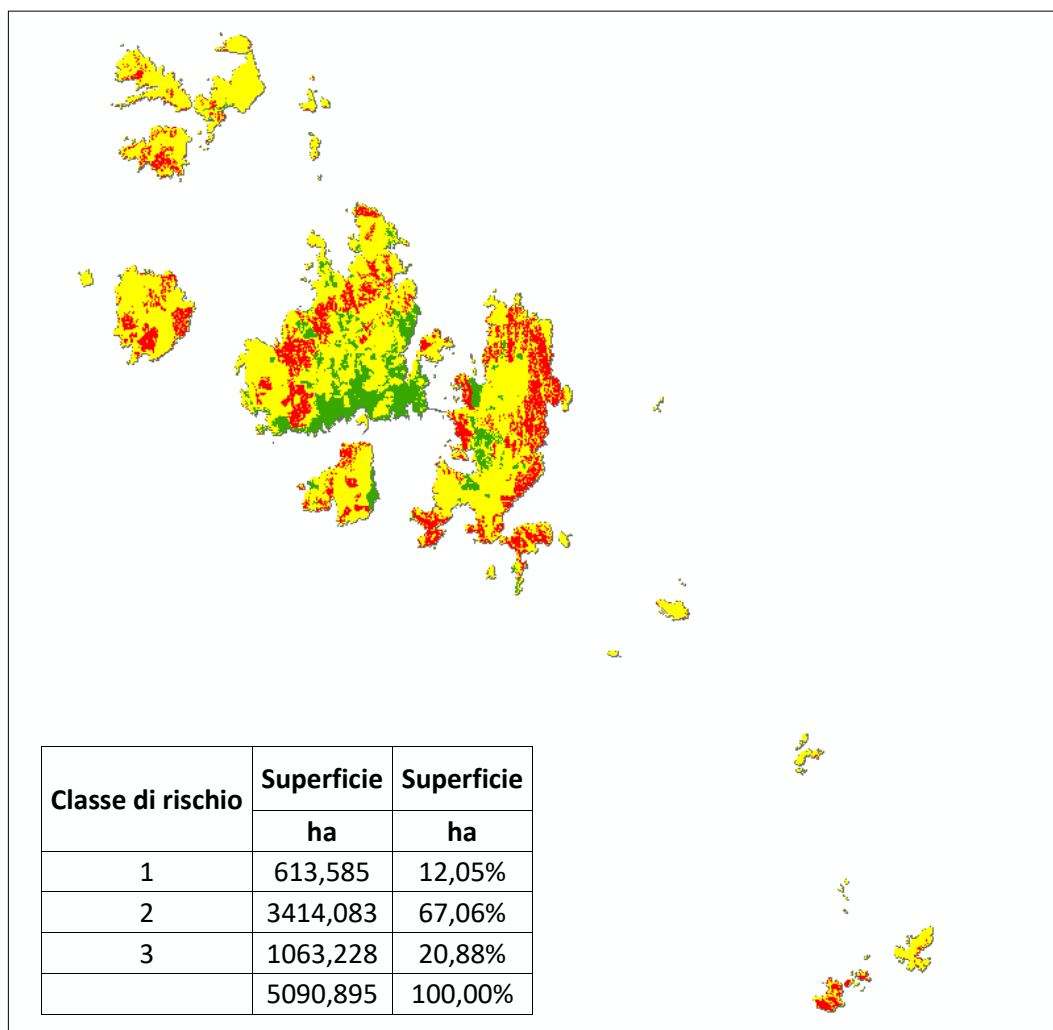 Classe di rischio Superficie Superficie
ha ha
1 613,585 12,05%
2 3414,083 67,06%
3 1063,228 20,88%
5090,895 100,00%